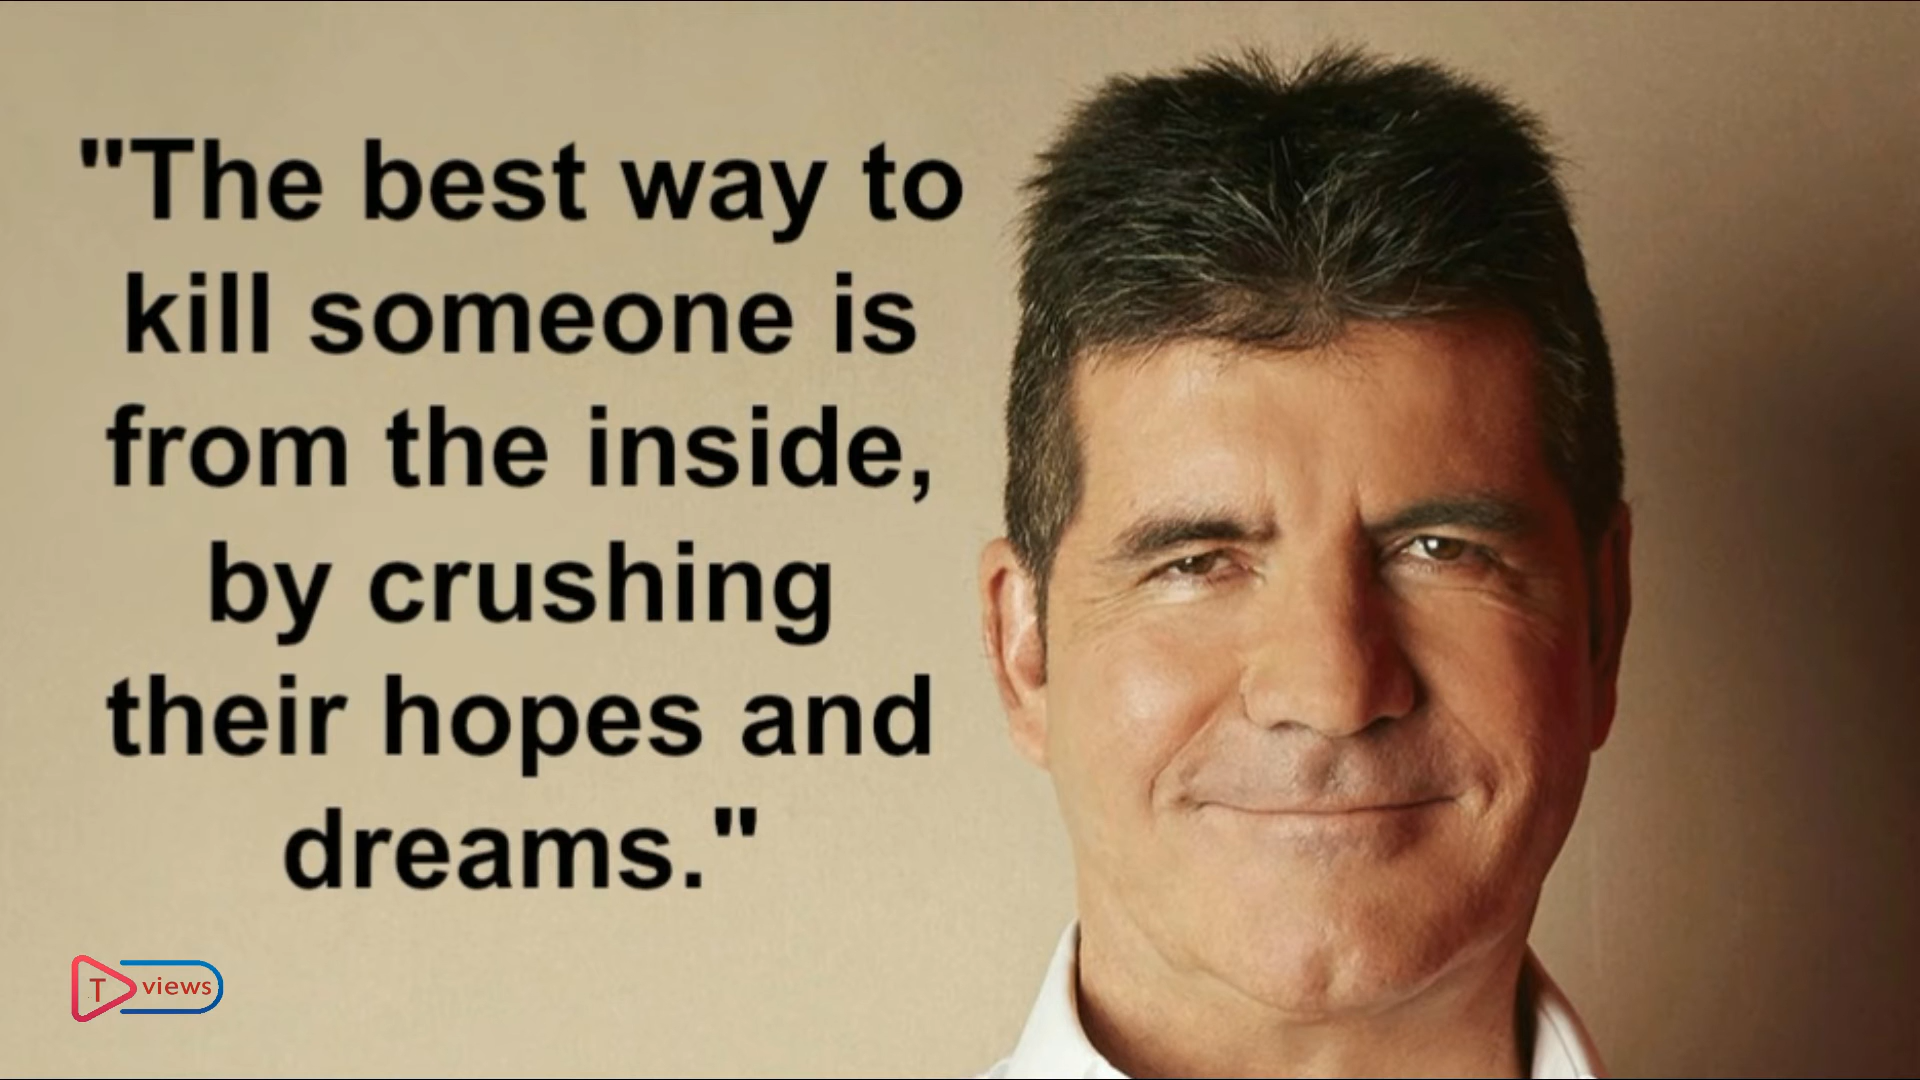 "The best way to
kill someone is
from the inside,
by crushing
their hopes and
dreams."
T views